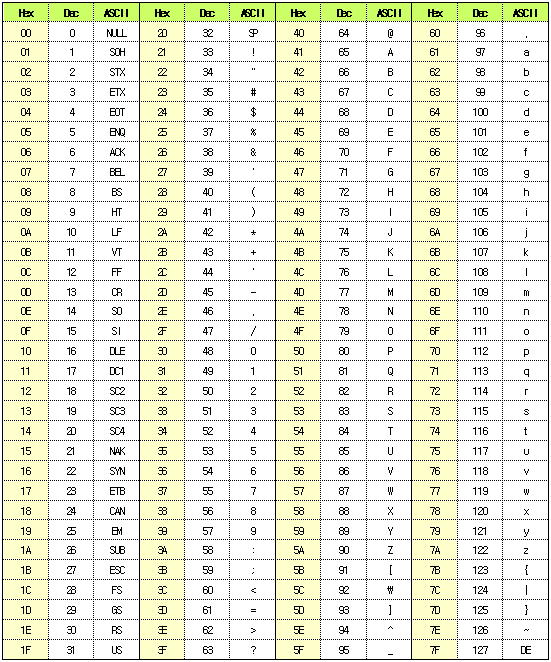 Hex Dec ASCII Hex Dec ASCII Hex Dec ASCII Hex Dec ASCII
00 0 NULL 20 32 SP 40 64 @ 60 96 .
01 1 SOH 21 33 ! 41 65 A 61 97 a
02 2 STX 22 34 " 42 66 B 62 98 b
03 3 ETX 23 35 # 43 67 C 63 99 c
04 4 EOT 24 36 $ 44 68 D 64 100 d
05 5 ENQ 25 37 % 45 69 E 65 101 e
06 6 ACK 26 38 & 46 70 F 66 102 f
07 7 BEL 27 39 ' 47 71 G 67 103 g
08 8 BS 28 40 ( 48 72 H 68 104 h
09 9 HT 29 41 ) 49 73 I 69 105 i
0A 10 LF 2A 42 * 4A 74 J 6A 106 j
0B 11 VT 2B 43 + 4B 75 K 6B 107 k
0C 12 FF 2C 44 ' 4C 76 L 6C 108 l
0D 13 CR 2D 45 - 4D 77 M 6D 109 m
0E 14 SO 2E 46 . 4E 78 N 6E 110 n
0F 15 SI 2F 47 / 4F 79 O 6F 111 o
10 16 DLE 30 48 0 50 80 P 70 112 p
11 17 DC1 31 49 1 51 81 Q 71 113 q
12 18 SC2 32 50 2 52 82 R 72 114 r
13 19 SC3 33 51 3 53 83 S 73 115 s
14 20 SC4 34 52 4 54 84 T 74 116 t
15 21 NAK 35 53 5 55 85 U 75 117 u
16 22 SYN 36 54 6 56 86 V 76 118 v
17 23 ETB 37 55 7 57 87 W 77 119 w
18 24 CAN 38 56 8 58 88 X 78 120 x
19 25 EM 39 57 9 59 89 Y 79 121 y
1A 26 SUB 3A 58 : 5A 90 Z 7A 122 z
1B 27 ESC 3B 59 ; 5B 91 [ 7B 123 {
1C 28 FS 3C 60 < 5C 92 ₩ 7C 124 |
1D 29 GS 3D 61 = 5D 93 ] 7D 125 }
1E 30 RS 3E 62 > 5E 94 ^ 7E 126 ~
1F 31 US 3F 63 ? 5F 95 _ 7F 127 DE